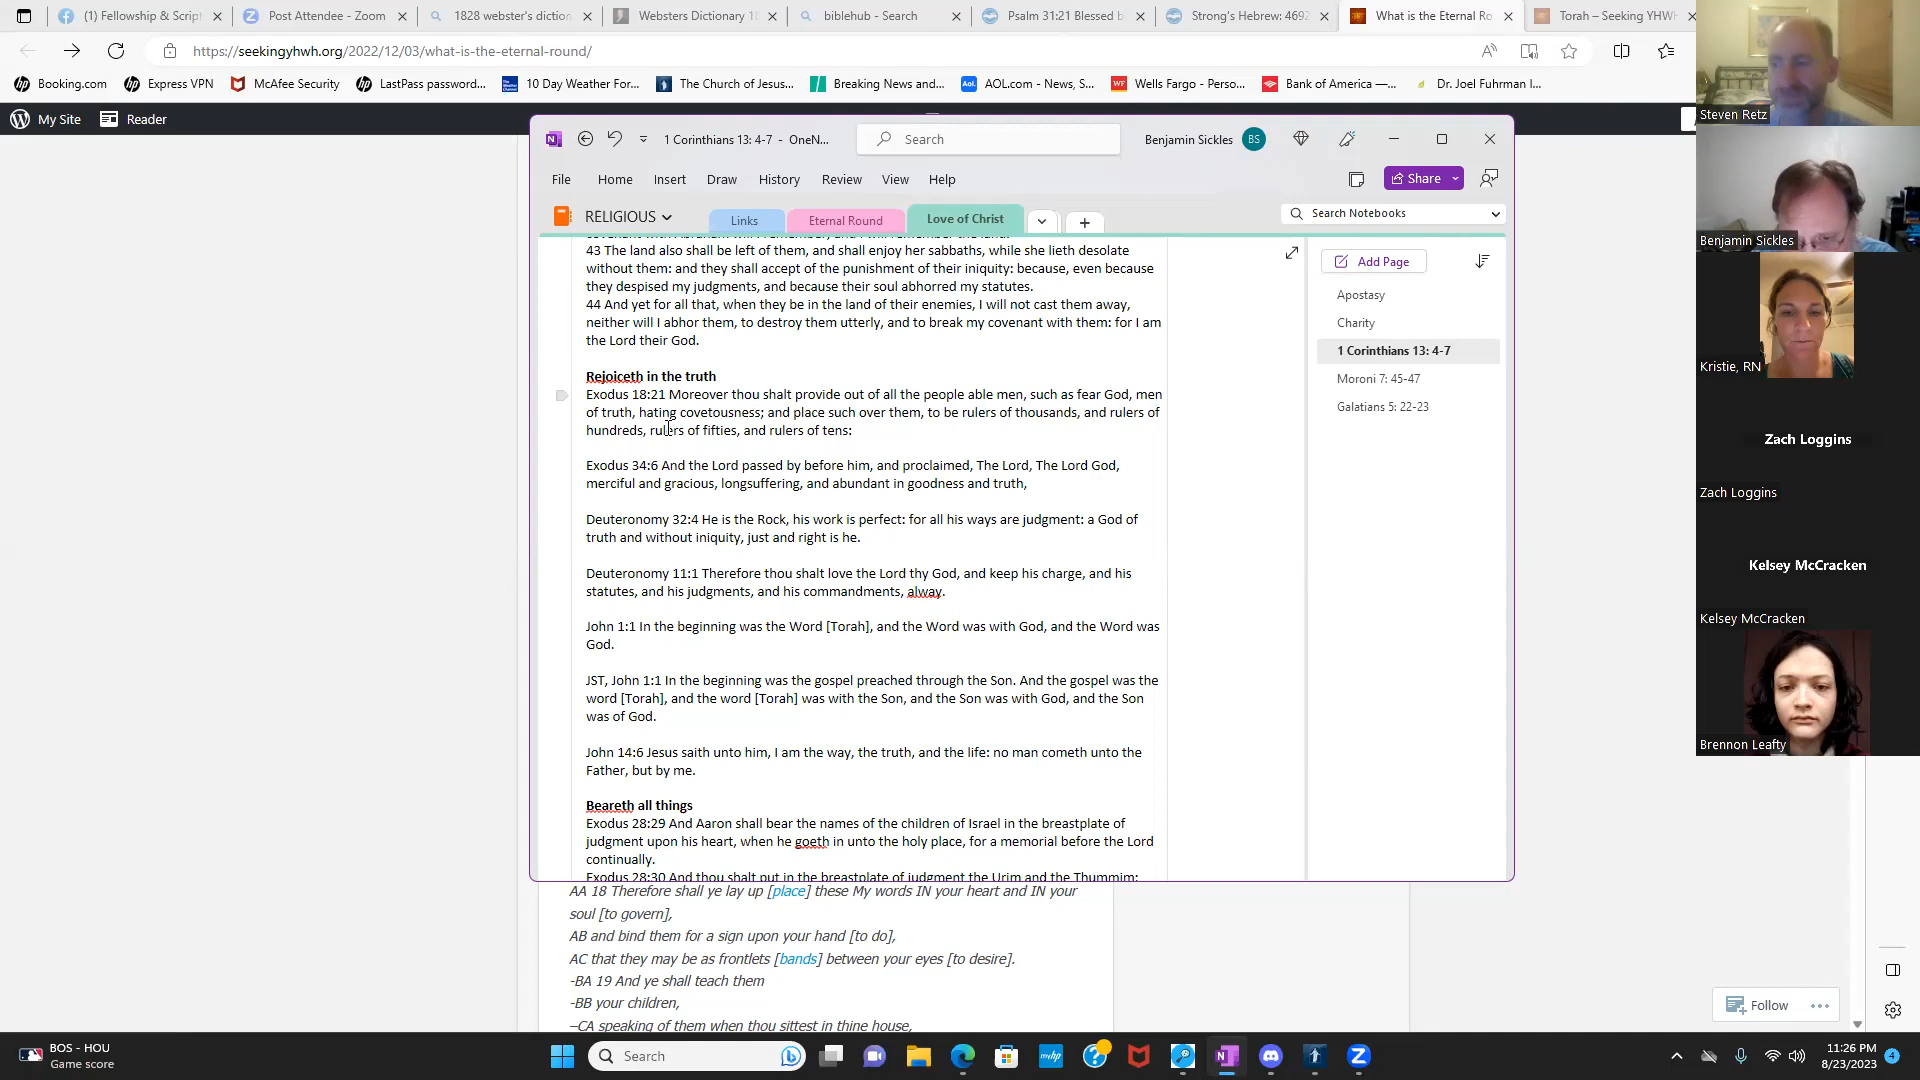 (1) Fellowship & Script
Post Attendee - Zoom
1828 webster's diction
Websters Dictionary 18
biblehub - Search
Psalm 31:21 Blessed b
Strong's Hebrew: 4692
What is the Eternal Ro
Torah – Seeking YHWH
https://seekingyhwh.org/2022/12/03/what-is-the-eternal-round/
Booking.com
Express VPN
McAfee Security
LastPass password...
10 Day Weather For...
The Church of Jesus...
Breaking News and...
AOL.com - News, S...
Wells Fargo - Perso...
Bank of America —...
Dr. Joel Fuhrman I...
My Site
Reader
1 Corinthians 13: 4-7 - OneN...
Search
Benjamin Sickles
BS
File Home Insert Draw History Review View Help
Share
RELIGIOUS
Links
Eternal Round
Love of Christ
Search Notebooks
43 The land also shall be left of them, and shall enjoy her sabbaths, while she lieth desolate
without them: and they shall accept of the punishment of their iniquity: because, even because
they despised my judgments, and because their soul abhorred my statutes.
44 And yet for all that, when they be in the land of their enemies, I will not cast them away,
neither will I abhor them, to destroy them utterly, and to break my covenant with them: for I am
the Lord their God.
Rejoiceth in the truth
Exodus 18:21 Moreover thou shalt provide out of all the people able men, such as fear God, men
of truth, hating covetousness; and place such over them, to be rulers of thousands, and rulers of
hundreds, rulers of fifties, and rulers of tens:
Exodus 34:6 And the Lord passed by before him, and proclaimed, The Lord, The Lord God,
merciful and gracious, longsuffering, and abundant in goodness and truth,
Deuteronomy 32:4 He is the Rock, his work is perfect: for all his ways are judgment: a God of
truth and without iniquity, just and right is he.
Deuteronomy 11:1 Therefore thou shalt love the Lord thy God, and keep his charge, and his
statutes, and his judgments, and his commandments, alway.
John 1:1 In the beginning was the Word [Torah], and the Word was with God, and the Word was
God.
JST, John 1:1 In the beginning was the gospel preached through the Son. And the gospel was the
word [Torah], and the word [Torah] was with the Son, and the Son was with God, and the Son
was of God.
John 14:6 Jesus saith unto him, I am the way, the truth, and the life: no man cometh unto the
Father, but by me.
Beareth all things
Exodus 28:29 And Aaron shall bear the names of the children of Israel in the breastplate of
judgment upon his heart, when he goeth in unto the holy place, for a memorial before the Lord
continually.
Exodus 28:30 And thou shalt put in the breastplate of judgment the Urim and the Thummim;
Add Page
Apostasy
Charity
1 Corinthians 13: 4-7
Moroni 7: 45-47
Galatians 5: 22-23
AA 18 Therefore shall ye lay up [place] these My words IN your heart and IN your
soul [to govern],
AB and bind them for a sign upon your hand [to do],
AC that they may be as frontlets [bands] between your eyes [to desire].
-BA 19 And ye shall teach them
-BB your children,
–CA speaking of them when thou sittest in thine house,
Follow
Steven Retz
Benjamin Sickles
Kristie, RN
Zach Loggins
Zach Loggins
Kelsey McCracken
Kelsey McCracken
Brennon Leafty
BOS - HOU
Game score
Search
11:26 PM
8/23/2023
4